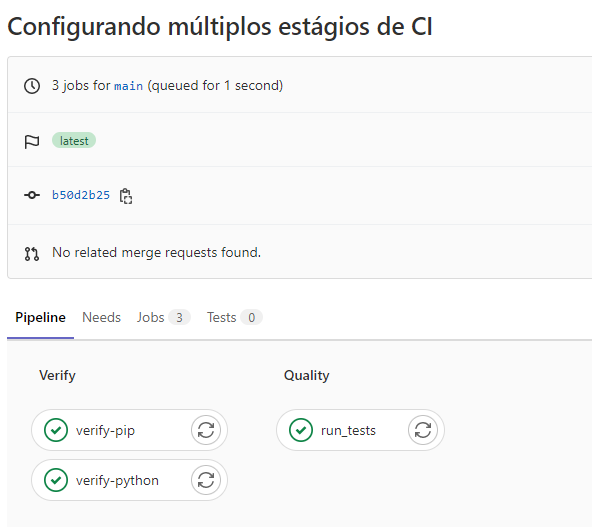 Configurando múltiplos estágios de CI
3 jobs for main (queued for 1 second)
latest
b50d2b25
No related merge requests found.
Pipeline Needs Jobs 3 Tests 0
Verify Quality
verify-pip run_tests
verify-python